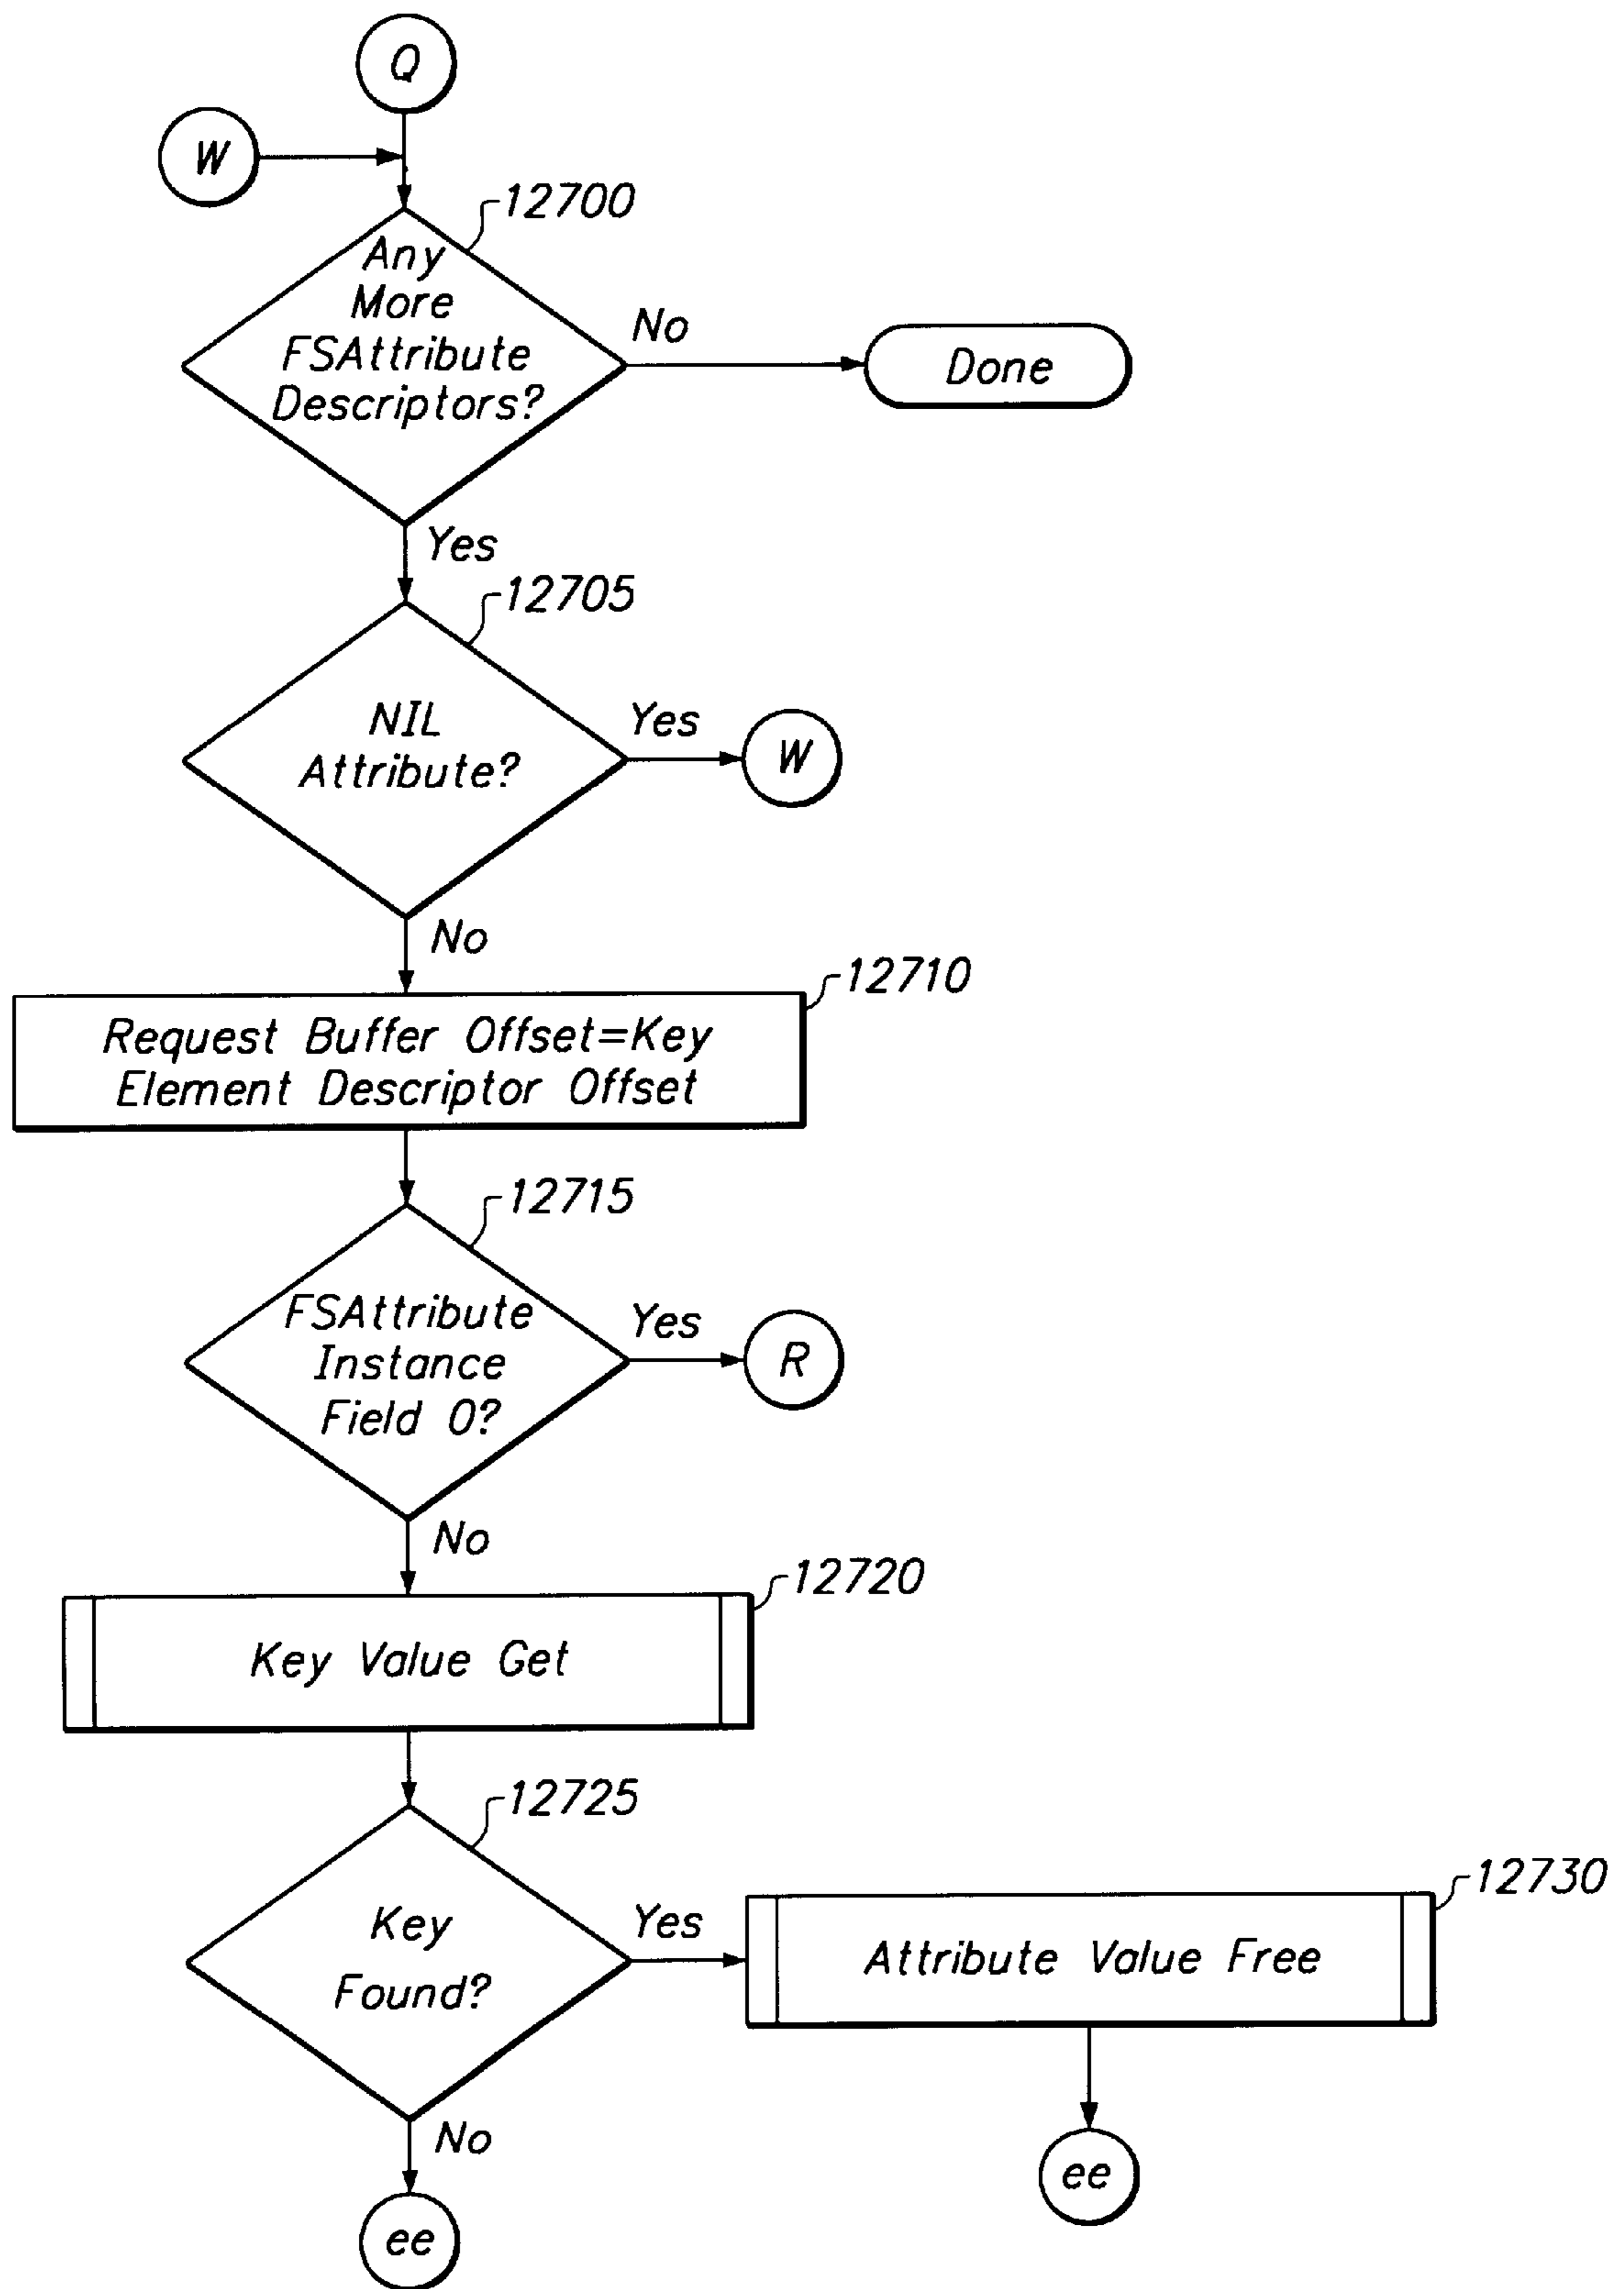 Q
W
12700
Any
More
FSAttribute
Descriptors?
No
Done
Yes
12705
NIL
Attribute?
Yes
W
No
12710
Request Buffer Offset=Key
Element Descriptor Offset
12715
FSAttribute
Instance
Field 0?
Yes
R
No
12720
Key Value Get
12725
Key
Found?
Yes
12730
Attribute Value Free
No
ee
ee